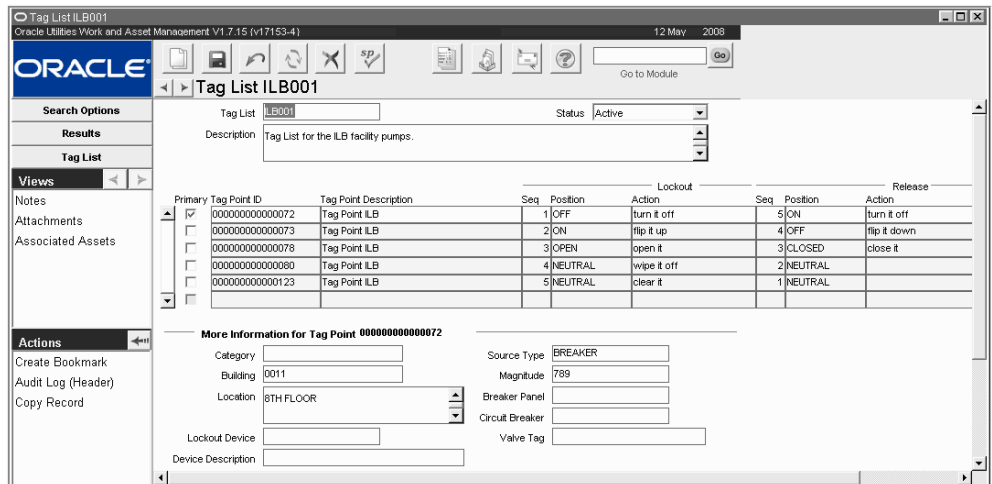 Tag List ILB001
Oracle Utilities Work and Asset Management V1.7.15 (v17153-4) 12 May 2008
ORACLE
sp
Go
Go to Module
Tag List ILB001
Search Options
Results
Tag List
Views
Notes
Attachments
Associated Assets
Actions
Create Bookmark
Audit Log (Header)
Copy Record
Tag List ILB001 Status Active
Description Tag List for the ILB facility pumps.
Lockout Release
Primary Tag Point ID Tag Point Description Seq Position Action Seq Position Action
000000000000072 Tag Point ILB 1 OFF turn it off 5 ON turn it off
000000000000073 Tag Point ILB 2 ON flip it up 4 OFF flip it down
000000000000078 Tag Point ILB 3 OPEN open it 3 CLOSED close it
000000000000080 Tag Point ILB 4 NEUTRAL wipe it off 2 NEUTRAL
000000000000123 Tag Point ILB 5 NEUTRAL clear it 1 NEUTRAL
More Information for Tag Point 000000000000072
Category Source Type BREAKER
Building 0011 Magnitude 789
Location 8TH FLOOR Breaker Panel
Circuit Breaker
Lockout Device Valve Tag
Device Description